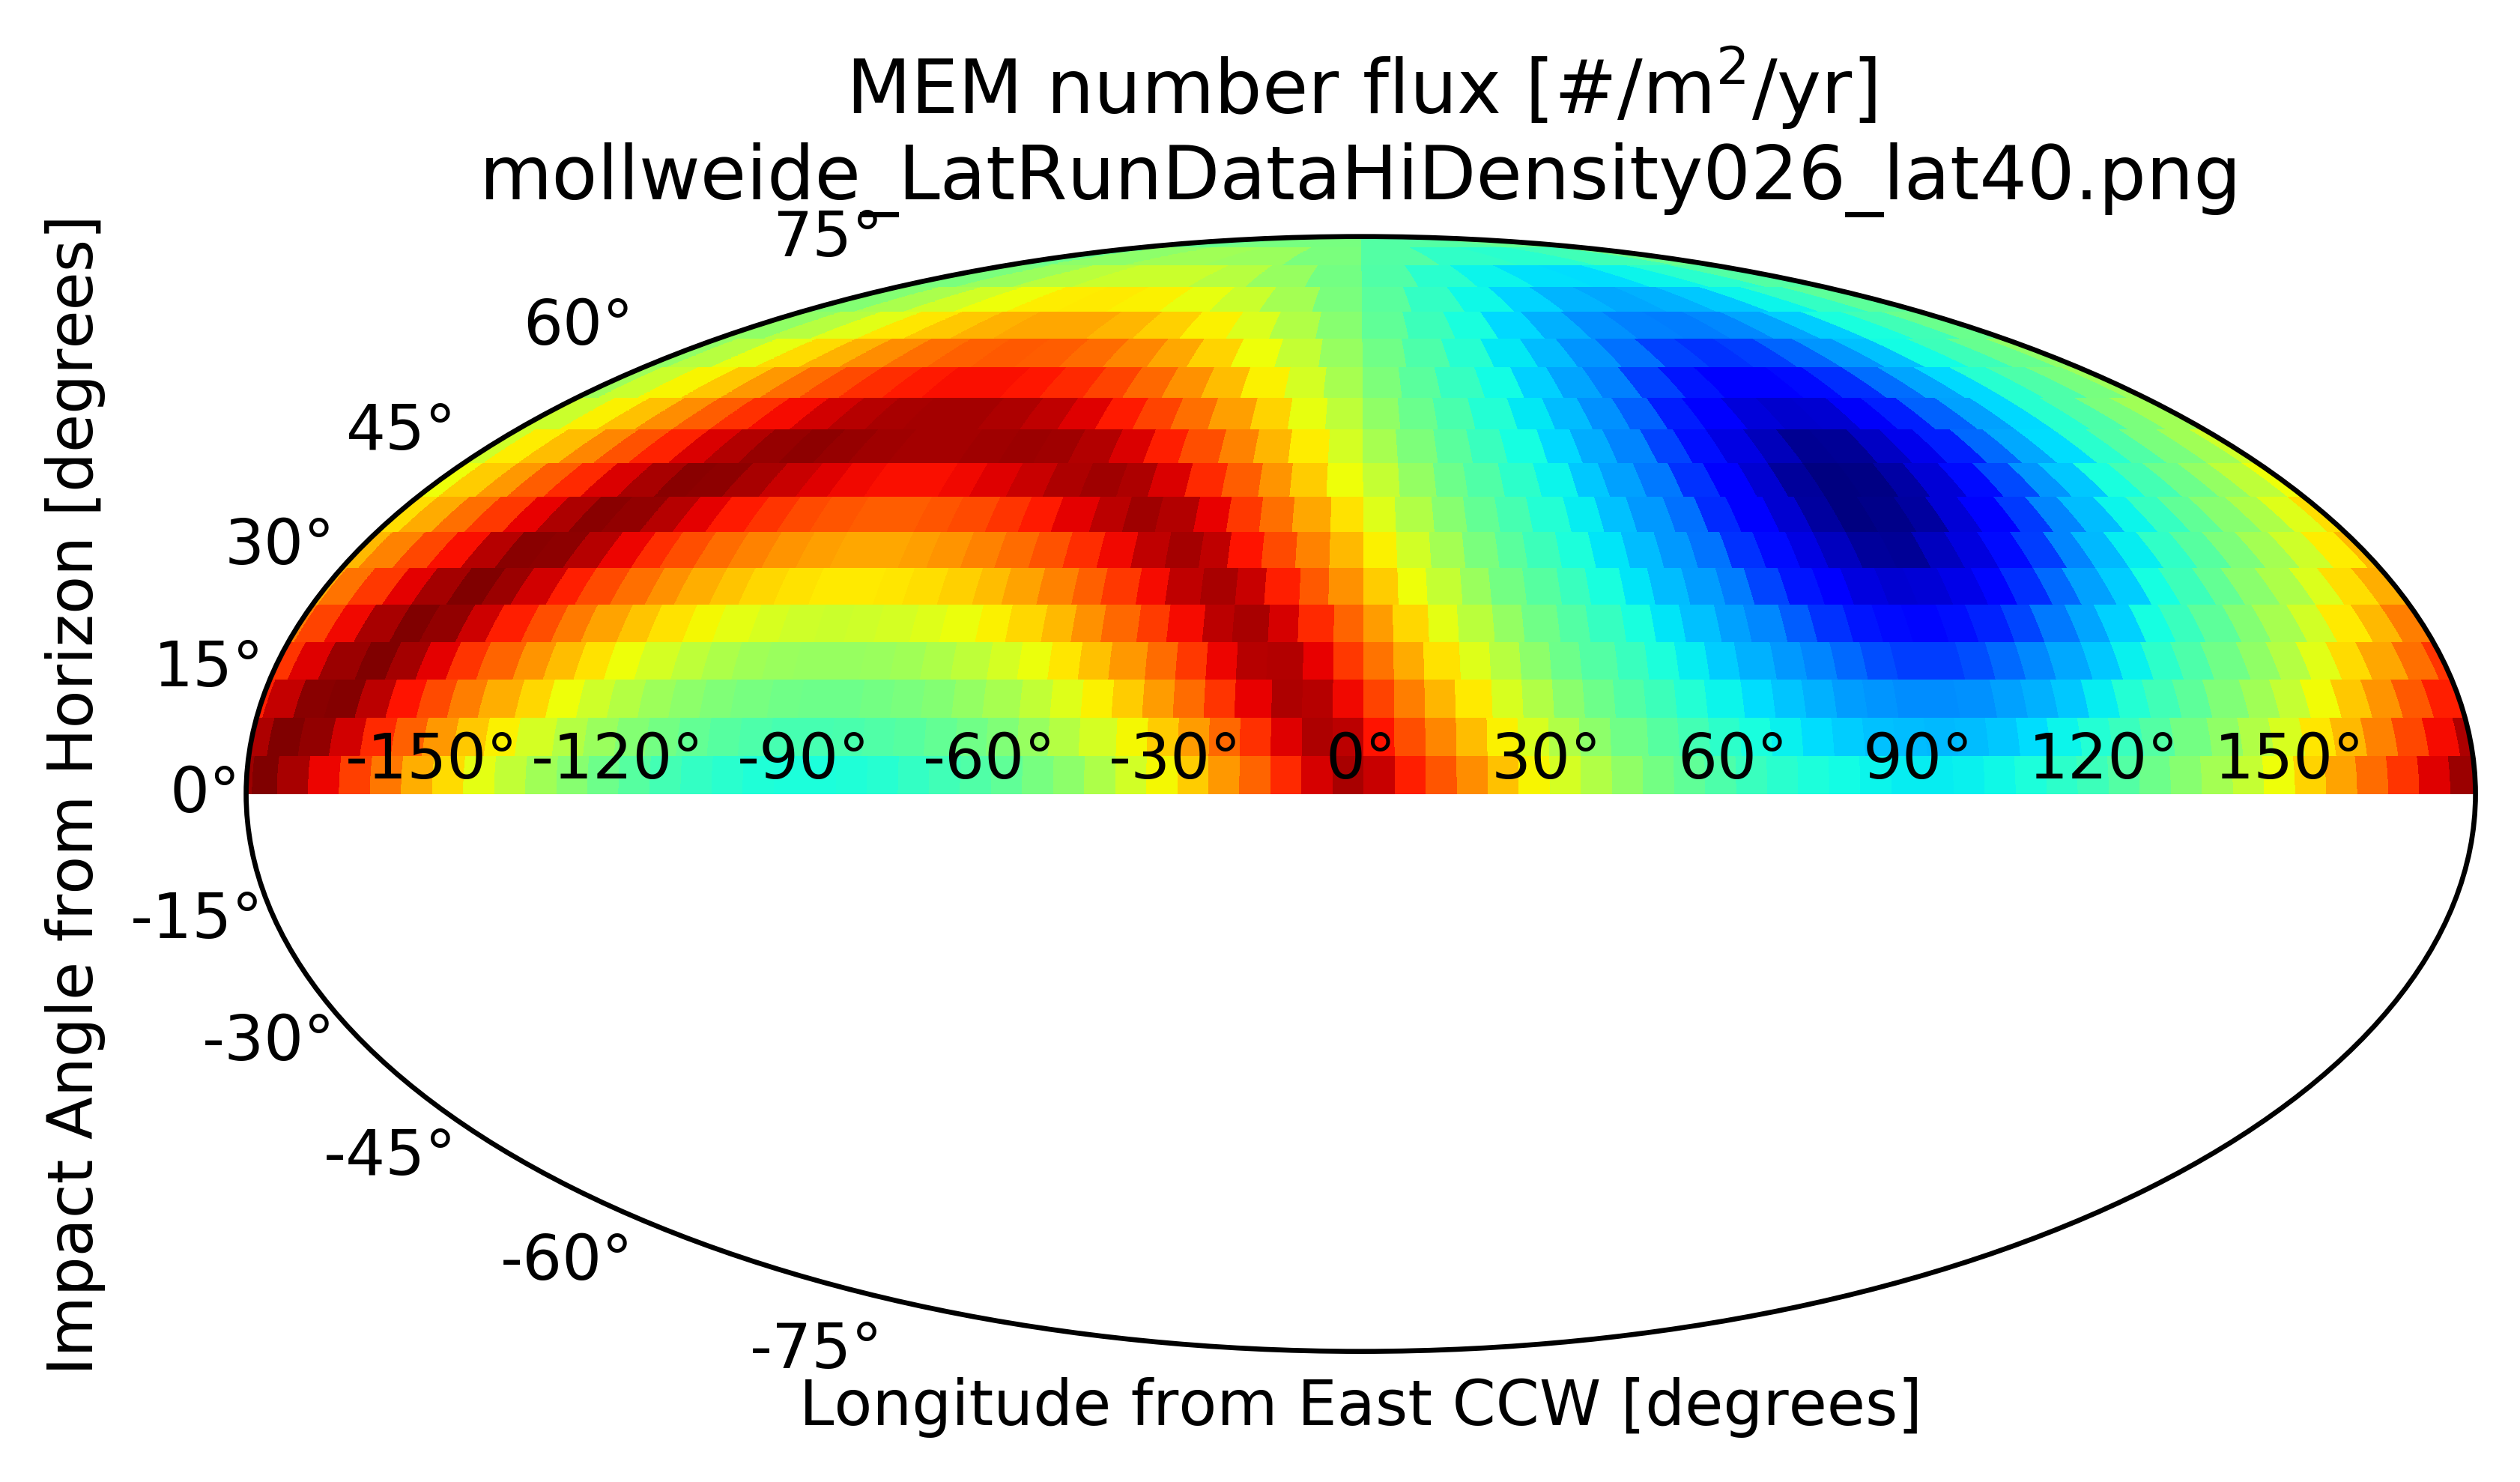 MEM number flux [#/m²/yr]
mollweide_LatRunDataHiDensity026_lat40.png
75°
60°
45°
30°
15°
0°
-15°
-30°
-45°
-60°
-75°
-150° -120° -90° -60° -30° 0° 30° 60° 90° 120° 150°
Impact Angle from Horizon [degrees]
Longitude from East CCW [degrees]